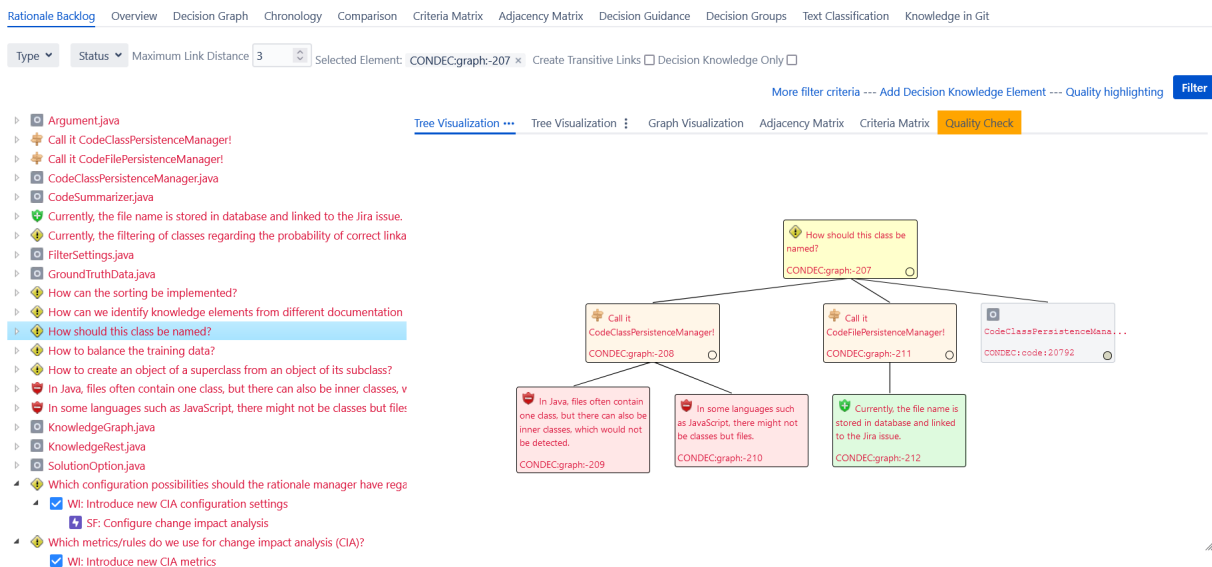 Rationale Backlog Overview Decision Graph Chronology Comparison Criteria Matrix Adjacency Matrix Decision Guidance Decision Groups Text Classification Knowledge in Git
Type Status Maximum Link Distance 3 Selected Element: CONDEC:graph:-207 × Create Transitive Links Decision Knowledge Only
More filter criteria --- Add Decision Knowledge Element --- Quality highlighting Filter
Argument.java
Call it CodeClassPersistenceManager!
Call it CodeFilePersistenceManager!
CodeClassPersistenceManager.java
CodeSummarizer.java
Currently, the file name is stored in database and linked to the Jira issue.
Currently, the filtering of classes regarding the probability of correct linka
FilterSettings.java
GroundTruthData.java
How can the sorting be implemented?
How can we identify knowledge elements from different documentation
How should this class be named?
How to balance the training data?
How to create an object of a superclass from an object of its subclass?
In Java, files often contain one class, but there can also be inner classes, w
In some languages such as JavaScript, there might not be classes but files
KnowledgeGraph.java
KnowledgeRest.java
SolutionOption.java
Which configuration possibilities should the rationale manager have rega
WI: Introduce new CIA configuration settings
SF: Configure change impact analysis
Which metrics/rules do we use for change impact analysis (CIA)?
WI: Introduce new CIA metrics
Tree Visualization ••• Tree Visualization ⋮ Graph Visualization Adjacency Matrix Criteria Matrix Quality Check
How should this class be
named?
CONDEC:graph:-207
Call it
CodeClassPersistenceManager!
CONDEC:graph:-208
Call it
CodeFilePersistenceManager!
CONDEC:graph:-211
CodeClassPersistenceMana...
CONDEC:code:20792
In Java, files often contain
one class, but there can also be
inner classes, which would not
be detected.
CONDEC:graph:-209
In some languages such
as JavaScript, there might not
be classes but files.
CONDEC:graph:-210
Currently, the file name is
stored in database and linked
to the Jira issue.
CONDEC:graph:-212